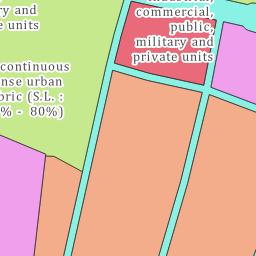 commercial,
public,
military and
private units
ry and
units
continuous
nse urban
bric (S.L. :
% - 80%)